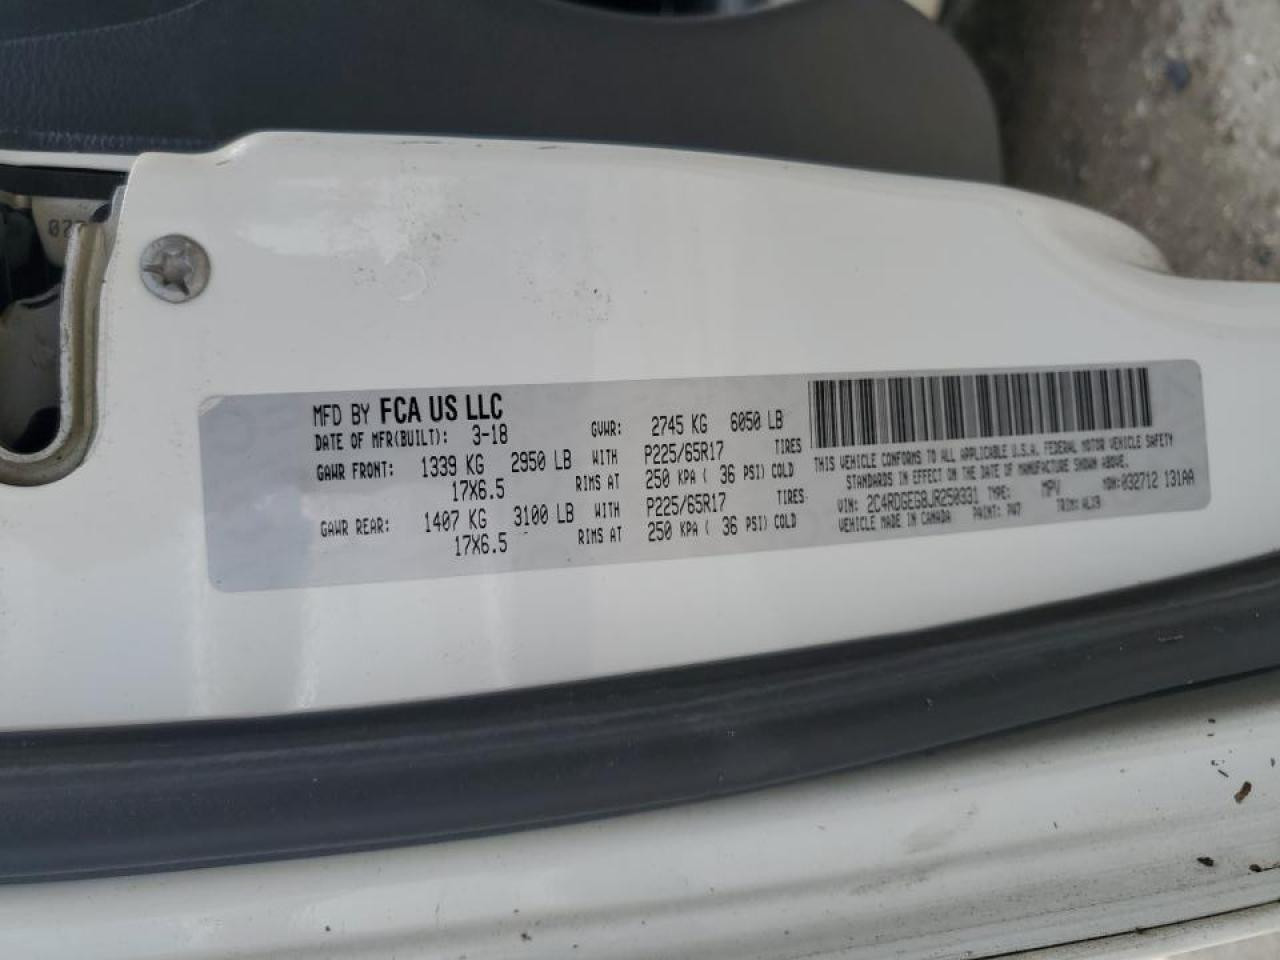 MFD BY FCA US LLC
DATE OF MFR(BUILT): 3-18 GVWR: 2745 KG 6050 LB
GAWR FRONT: 1339 KG 2950 LB WITH P225/65R17 TIRES
17X6.5 RIMS AT 250 KPA ( 36 PSI) COLD
GAWR REAR: 1407 KG 3100 LB WITH P225/65R17 TIRES
17X6.5 RIMS AT 250 KPA ( 36 PSI) COLD
THIS VEHICLE CONFORMS TO ALL APPLICABLE U.S.A. FEDERAL MOTOR VEHICLE SAFETY
STANDARDS IN EFFECT ON THE DATE OF MANUFACTURE SHOWN ABOVE.
VIN: 2C4RDGEG8JR250331 TYPE: MPV MDH:032712 131AA
VEHICLE MADE IN CANADA PAINT: PW7 TRIM: